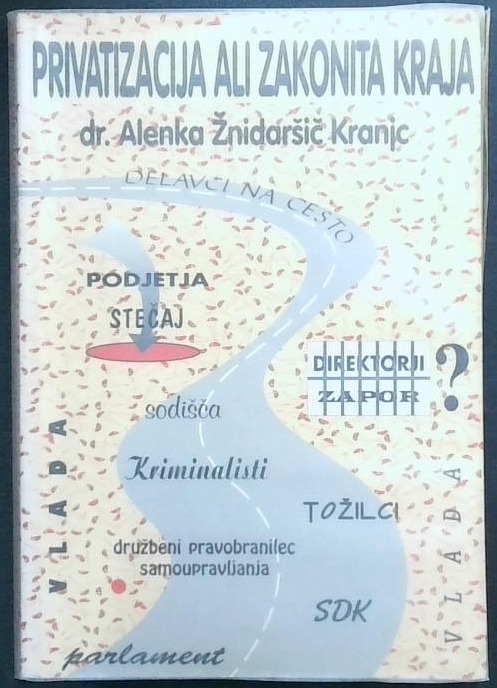 PRIVATIZACIJA ALI ZAKONITA KRAJA
dr. Alenka Žnidaršič Kranjc
DELAVCI NA CESTO
PODJETJA
STEČAJ
DIREKTORJI
ZAPOR
?
sodišča
Kriminalisti
VLADA
TOŽILCI
VLADA
družbeni pravobranilec
samoupravljanja
SDK
parlament